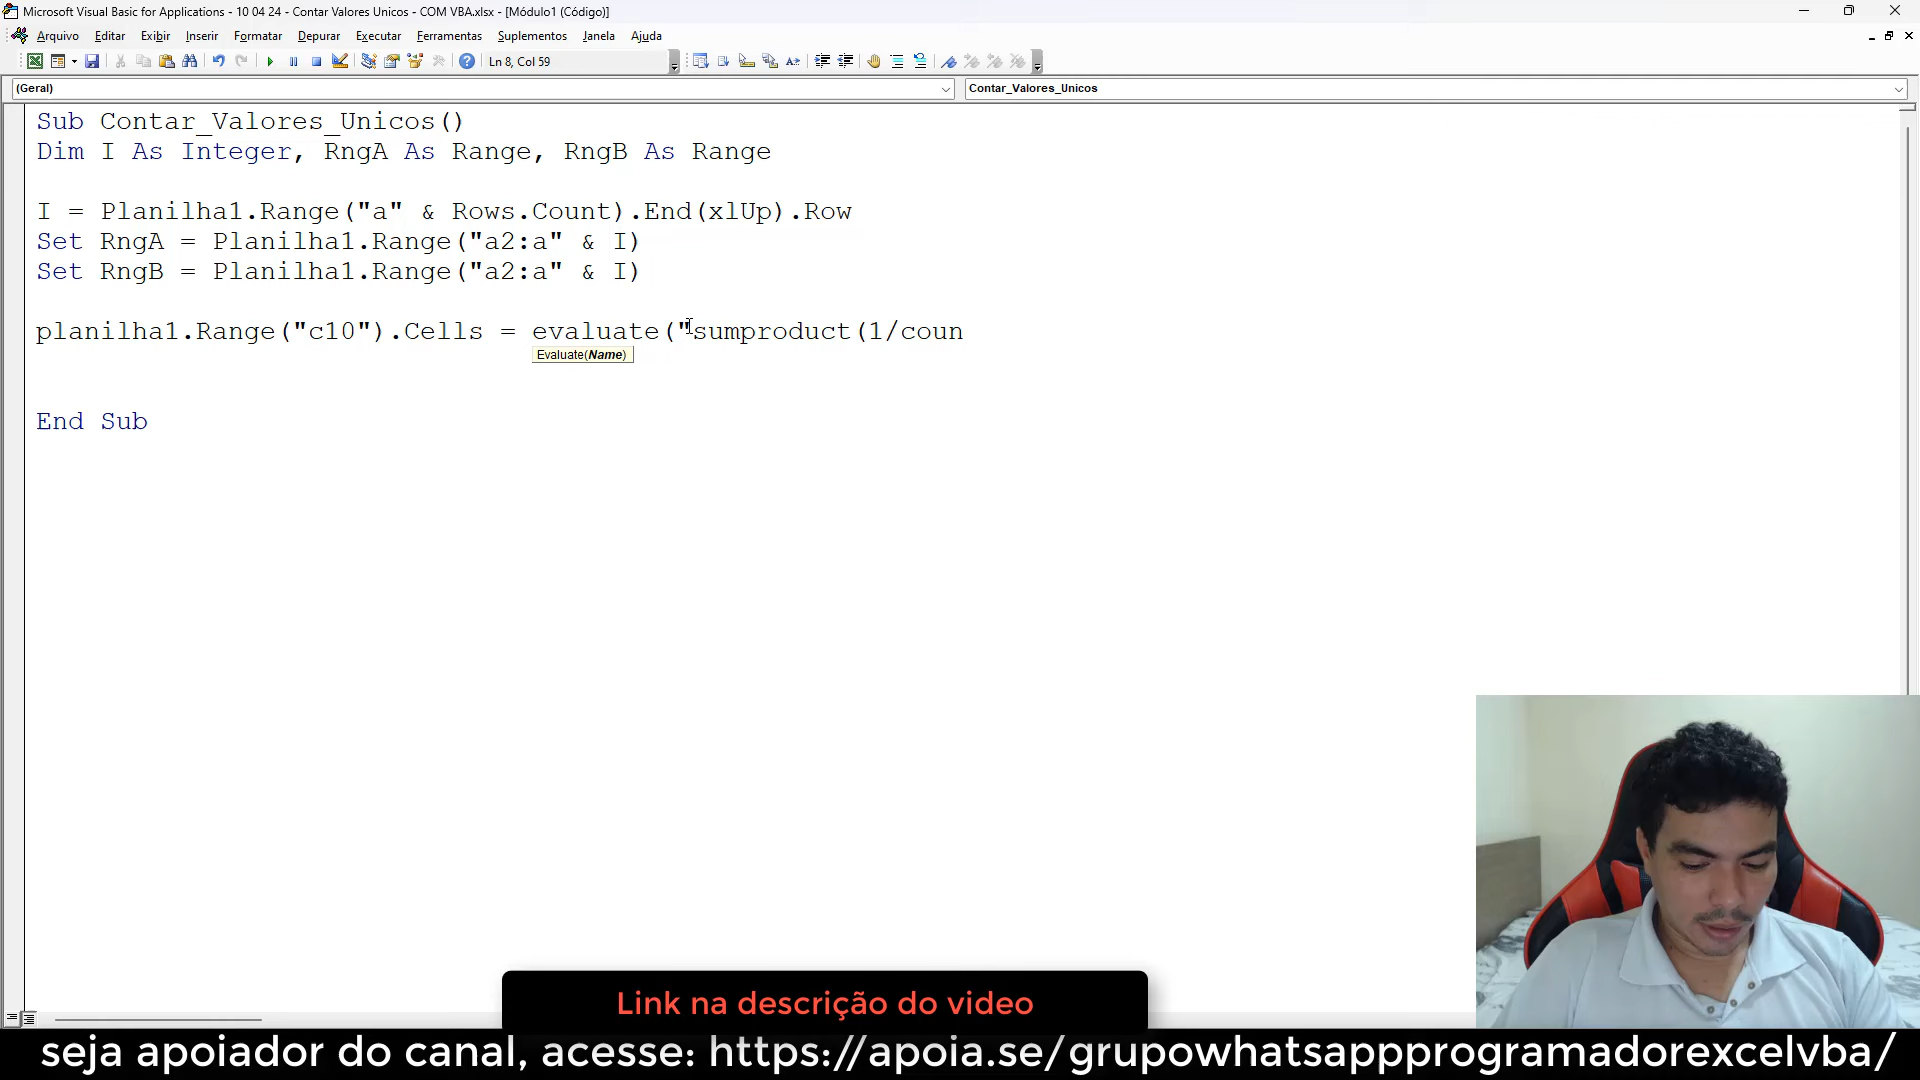 Microsoft Visual Basic for Applications - 10 04 24 - Contar Valores Unicos - COM VBA.xlsx - [Módulo1 (Código)]
Arquivo Editar Exibir Inserir Formatar Depurar Executar Ferramentas Suplementos Janela Ajuda
Ln 8, Col 59
(Geral) Contar_Valores_Unicos
Sub Contar_Valores_Unicos()
Dim I As Integer, RngA As Range, RngB As Range
I = Planilha1.Range("a" & Rows.Count).End(xlUp).Row
Set RngA = Planilha1.Range("a2:a" & I)
Set RngB = Planilha1.Range("a2:a" & I)
planilha1.Range("c10").Cells = evaluate("sumproduct(1/coun
Evaluate(Name)
End Sub
Link na descrição do video
seja apoiador do canal, acesse: https://apoia.se/grupowhatsappprogramadorexcelvba/